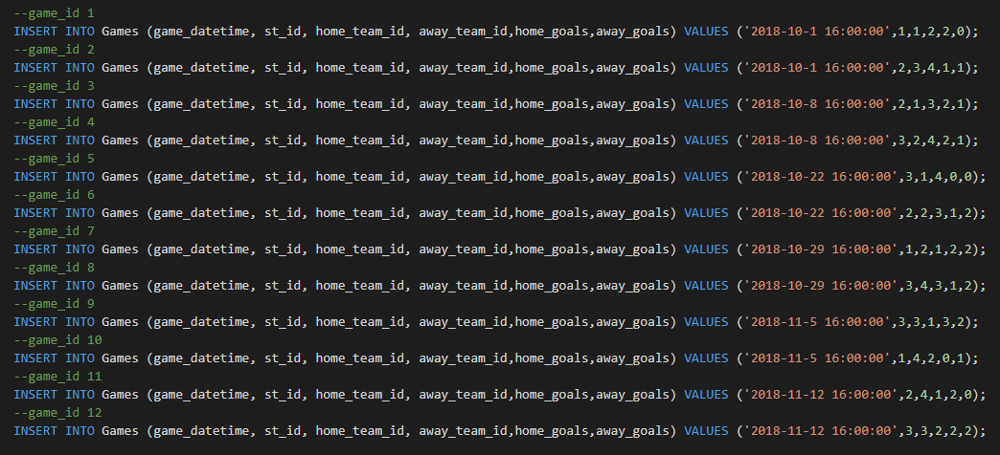 --game_id 1
INSERT INTO Games (game_datetime, st_id, home_team_id, away_team_id,home_goals,away_goals) VALUES ('2018-10-1 16:00:00',1,1,2,2,0);
--game_id 2
INSERT INTO Games (game_datetime, st_id, home_team_id, away_team_id,home_goals,away_goals) VALUES ('2018-10-1 16:00:00',2,3,4,1,1);
--game_id 3
INSERT INTO Games (game_datetime, st_id, home_team_id, away_team_id,home_goals,away_goals) VALUES ('2018-10-8 16:00:00',2,1,3,2,1);
--game_id 4
INSERT INTO Games (game_datetime, st_id, home_team_id, away_team_id,home_goals,away_goals) VALUES ('2018-10-8 16:00:00',3,2,4,2,1);
--game_id 5
INSERT INTO Games (game_datetime, st_id, home_team_id, away_team_id,home_goals,away_goals) VALUES ('2018-10-22 16:00:00',3,1,4,0,0);
--game_id 6
INSERT INTO Games (game_datetime, st_id, home_team_id, away_team_id,home_goals,away_goals) VALUES ('2018-10-22 16:00:00',2,2,3,1,2);
--game_id 7
INSERT INTO Games (game_datetime, st_id, home_team_id, away_team_id,home_goals,away_goals) VALUES ('2018-10-29 16:00:00',1,2,1,2,2);
--game_id 8
INSERT INTO Games (game_datetime, st_id, home_team_id, away_team_id,home_goals,away_goals) VALUES ('2018-10-29 16:00:00',3,4,3,1,2);
--game_id 9
INSERT INTO Games (game_datetime, st_id, home_team_id, away_team_id,home_goals,away_goals) VALUES ('2018-11-5 16:00:00',3,3,1,3,2);
--game_id 10
INSERT INTO Games (game_datetime, st_id, home_team_id, away_team_id,home_goals,away_goals) VALUES ('2018-11-5 16:00:00',1,4,2,0,1);
--game_id 11
INSERT INTO Games (game_datetime, st_id, home_team_id, away_team_id,home_goals,away_goals) VALUES ('2018-11-12 16:00:00',2,4,1,2,0);
--game_id 12
INSERT INTO Games (game_datetime, st_id, home_team_id, away_team_id,home_goals,away_goals) VALUES ('2018-11-12 16:00:00',3,3,2,2,2);